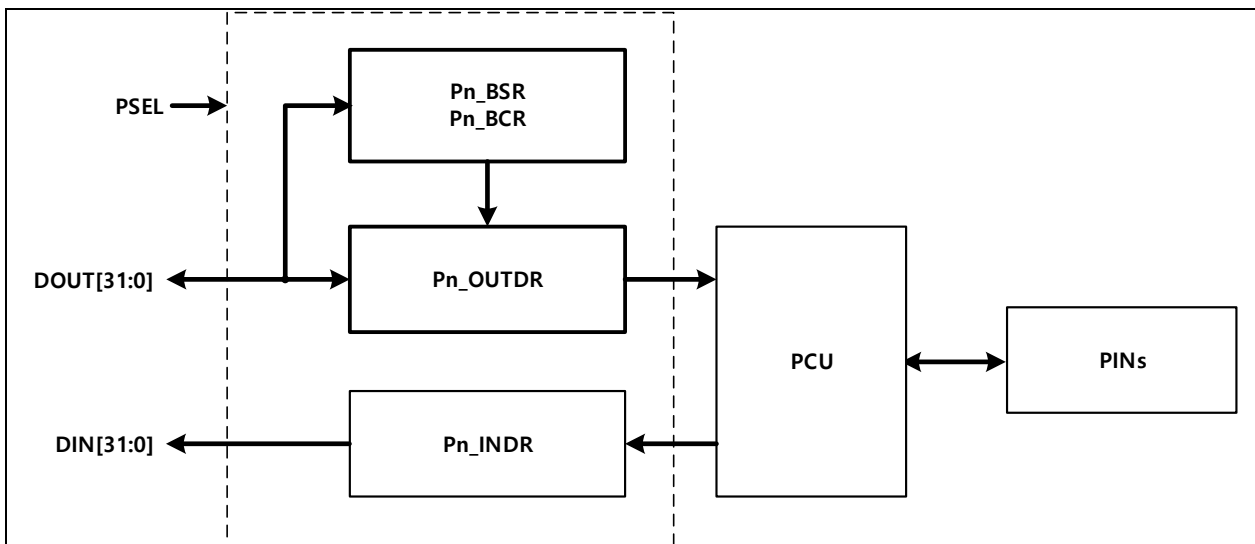 Pn_BSR
PSEL
Pn_BCR
DOUT[31:0]
Pn_OUTDR
PCU
PINs
DIN[31:0]
Pn_INDR